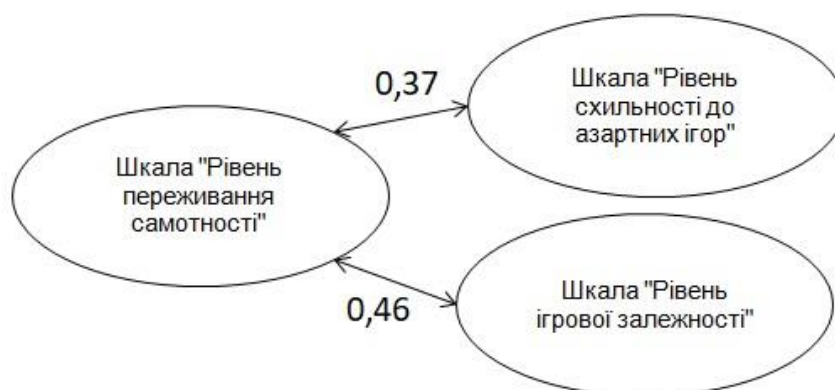 0,37
Шкала "Рівень
схильності до
азартних ігор"
Шкала "Рівень
переживання
самотності"
0,46
Шкала "Рівень
ігрової залежності"